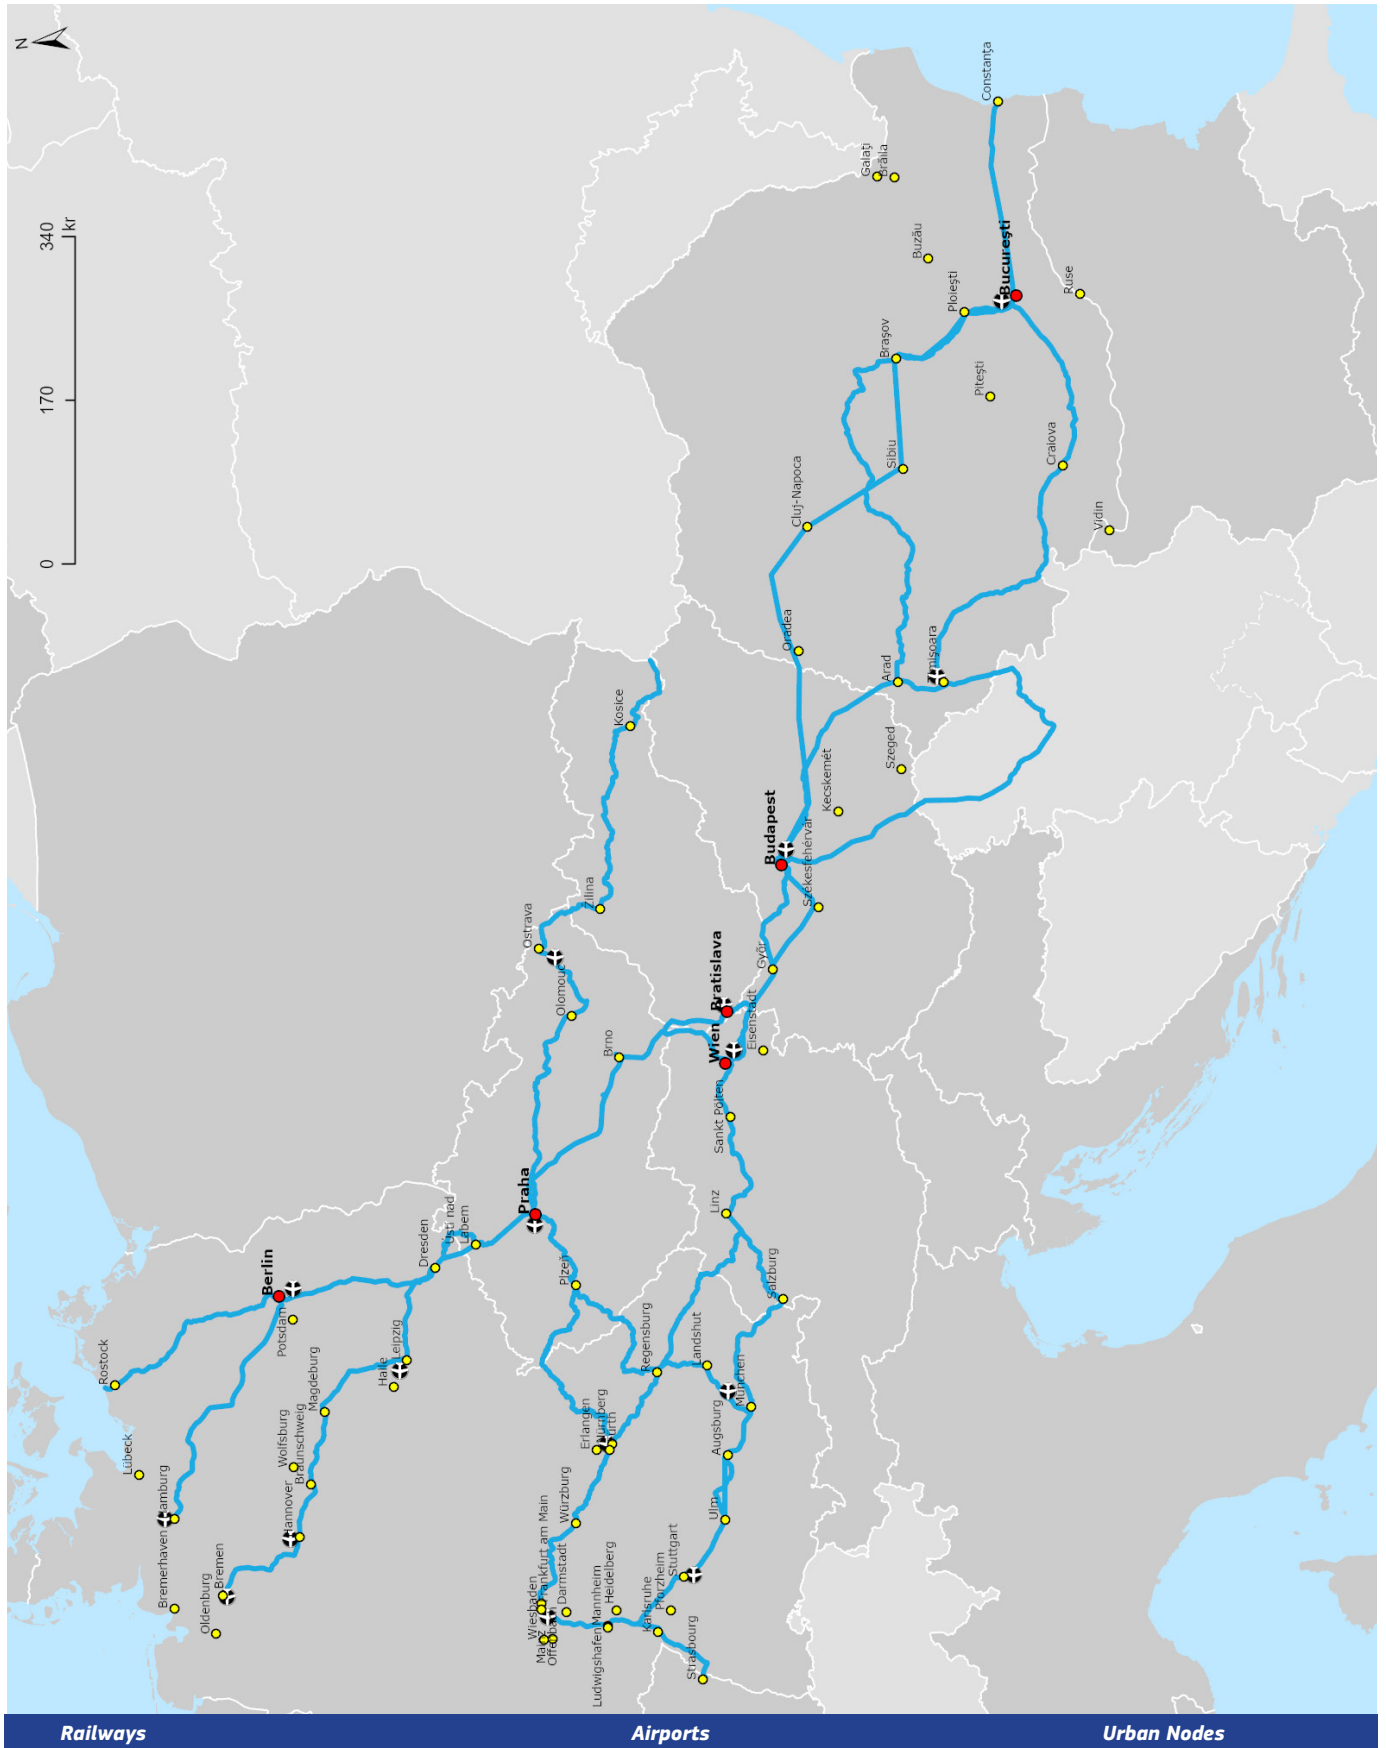 N
0
170
340
kr
Rostock
Lübeck
Hamburg
Bremerhaven
Bremen
Oldenburg
Berlin
Potsdam
Wolfsburg
Braunschweig
Hannover
Magdeburg
Halle
Leipzig
Dresden
Ústí nad
Labem
Praha
Plzeň
Ostrava
Olomouc
Brno
Žilina
Kosice
Erlangen
Nürnberg
Fürth
Würzburg
Frankfurt am Main
Wiesbaden
Mainz
Offenbach
Darmstadt
Mannheim
Ludwigshafen
Heidelberg
Karlsruhe
Pforzheim
Stuttgart
Strasbourg
Ulm
Augsburg
München
Landshut
Regensburg
Salzburg
Linz
Sankt Pölten
Wien
Bratislava
Eisenstadt
Győr
Budapest
Székesfehérvár
Kecskemét
Szeged
Oradea
Arad
Timișoara
Cluj-Napoca
Sibiu
Brașov
Ploiești
Pitești
Craiova
București
Buzău
Galați
Brăila
Constanța
Ruse
Vidin
Railways
Airports
Urban Nodes